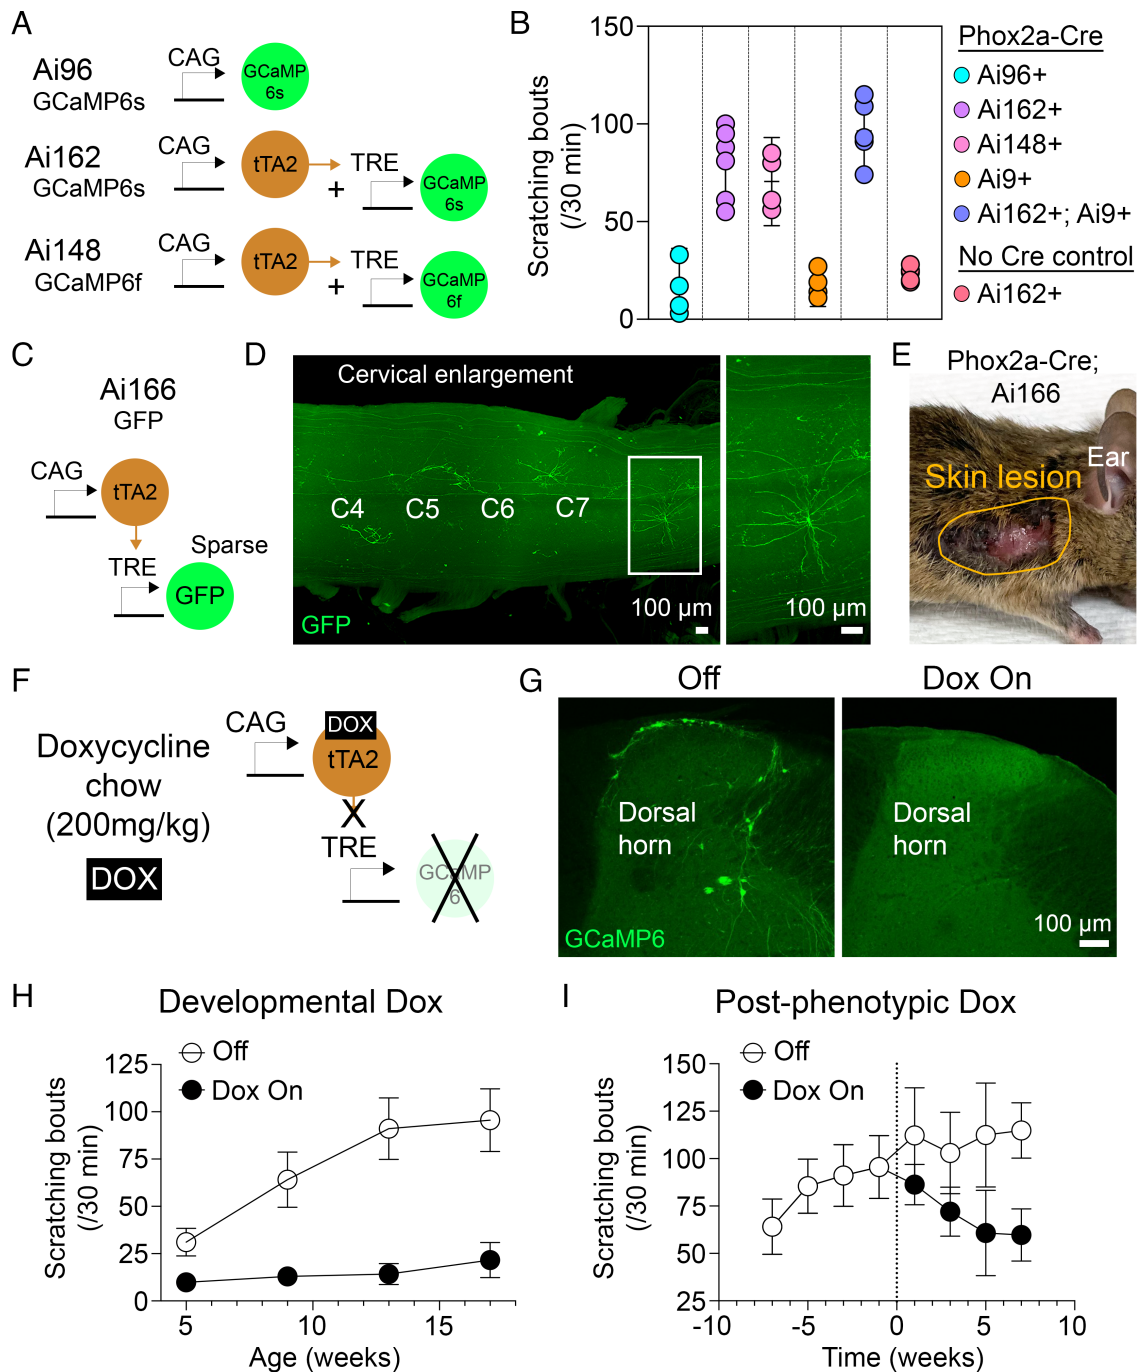 A
Ai96
GCaMP6s
CAG
GCaMP
6s
Ai162
GCaMP6s
CAG
tTA2
TRE
+
GCaMP
6s
Ai148
GCaMP6f
CAG
tTA2
TRE
+
GCaMP
6f
B
Scratching bouts
(/30 min)
150
100
50
0
Phox2a-Cre
Ai96+
Ai162+
Ai148+
Ai9+
Ai162+; Ai9+
No Cre control
Ai162+
C
Ai166
GFP
CAG
tTA2
TRE
Sparse
GFP
D
Cervical enlargement
C4 C5 C6 C7
100 µm
GFP
100 µm
E
Phox2a-Cre;
Ai166
Ear
Skin lesion
F
Doxycycline
chow
(200mg/kg)
DOX
CAG
DOX
tTA2
X
TRE
GCaMP
6
G
Off
Dox On
Dorsal
horn
GCaMP6
Dorsal
horn
100 µm
H
Developmental Dox
Off
Dox On
Scratching bouts
(/30 min)
125
100
75
50
25
0
5 10 15
Age (weeks)
I
Post-phenotypic Dox
Off
Dox On
Scratching bouts
(/30 min)
150
125
100
75
50
25
-10 -5 0 5 10
Time (weeks)